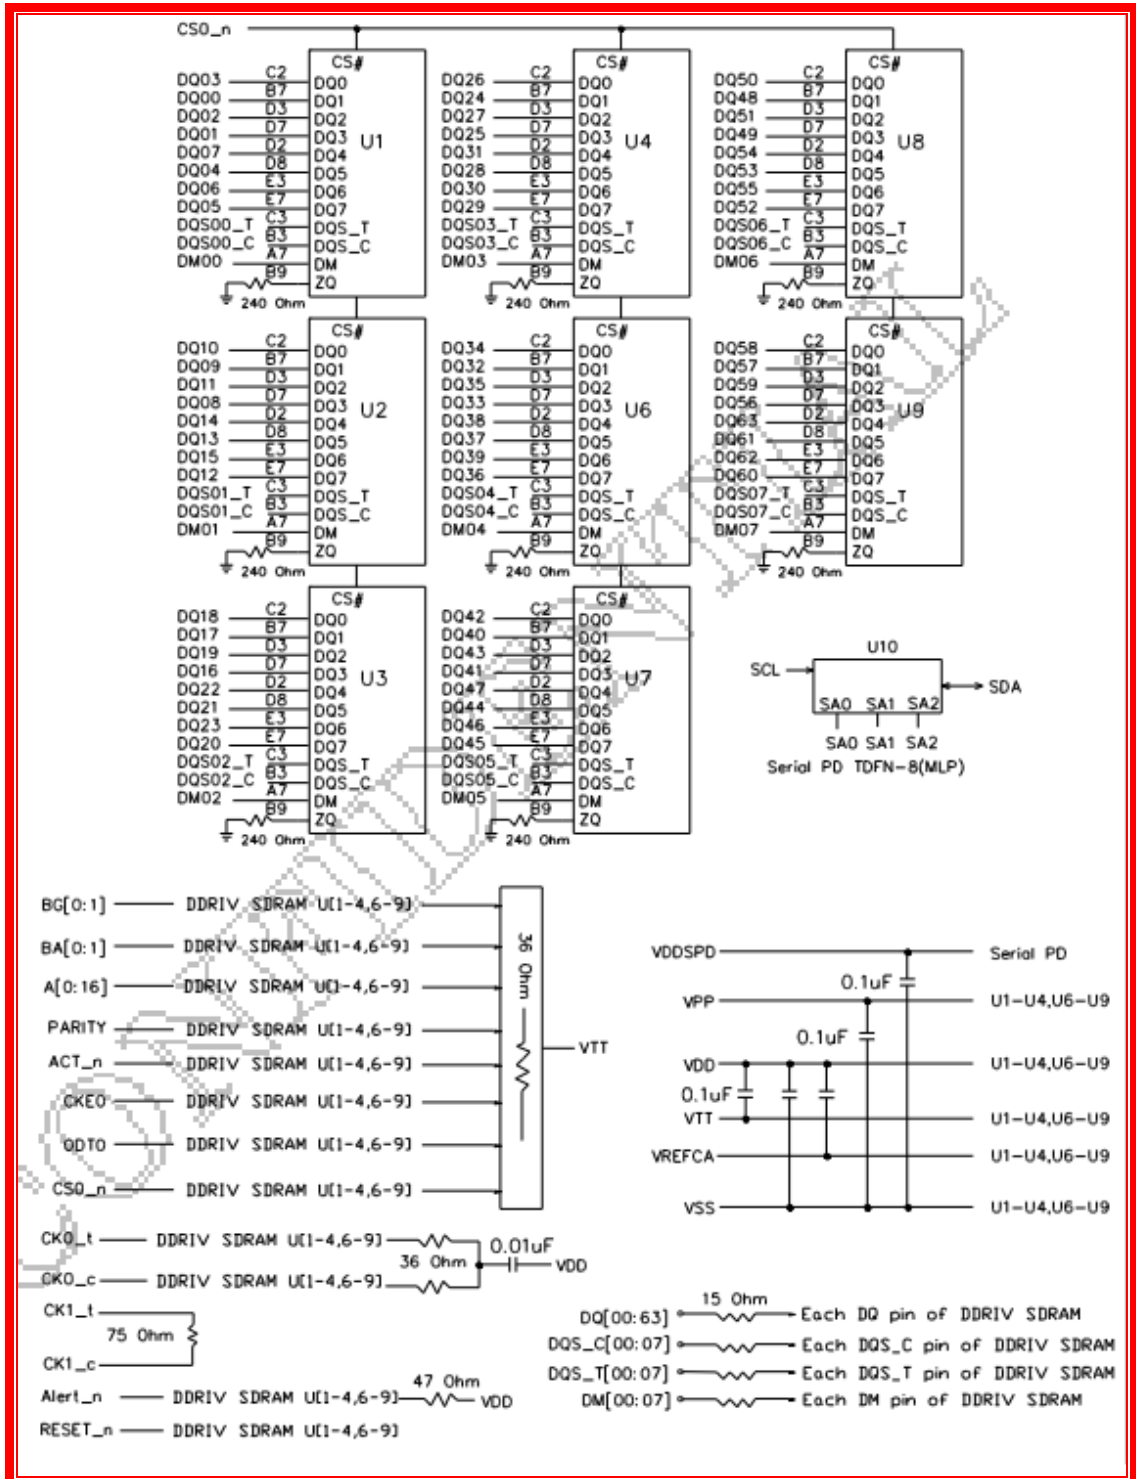 CS0_n
CS# CS# CS#
DQ03 C2 DQ0 DQ26 C2 DQ0 DQ50 C2 DQ0
DQ00 B7 DQ1 DQ24 B7 DQ1 DQ48 B7 DQ1
DQ02 D3 DQ2 DQ27 D3 DQ2 DQ51 D3 DQ2
DQ01 D7 DQ3 U1 DQ25 D7 DQ3 U4 DQ49 D7 DQ3 U8
DQ07 D2 DQ4 DQ31 D2 DQ4 DQ54 D2 DQ4
DQ04 D8 DQ5 DQ28 D8 DQ5 DQ53 D8 DQ5
DQ06 E3 DQ6 DQ30 E3 DQ6 DQ55 E3 DQ6
DQ05 E7 DQ7 DQ29 E7 DQ7 DQ52 E7 DQ7
DQS00_T C3 DQS_T DQS03_T C3 DQS_T DQS06_T C3 DQS_T
DQS00_C B3 DQS_C DQS03_C B3 DQS_C DQS06_C B3 DQS_C
DM00 A7 DM DM03 A7 DM DM06 A7 DM
B9 ZQ B9 ZQ B9 ZQ
240 Ohm 240 Ohm 240 Ohm
CS# CS# CS#
DQ10 C2 DQ0 DQ34 C2 DQ0 DQ58 C2 DQ0
DQ09 B7 DQ1 DQ32 B7 DQ1 DQ57 B7 DQ1
DQ11 D3 DQ2 DQ35 D3 DQ2 DQ59 D3 DQ2
DQ08 D7 DQ3 U2 DQ33 D7 DQ3 U6 DQ56 D7 DQ3 U9
DQ14 D2 DQ4 DQ38 D2 DQ4 DQ63 D2 DQ4
DQ13 D8 DQ5 DQ37 D8 DQ5 DQ61 D8 DQ5
DQ15 E3 DQ6 DQ39 E3 DQ6 DQ62 E3 DQ6
DQ12 E7 DQ7 DQ36 E7 DQ7 DQ60 E7 DQ7
DQS01_T C3 DQS_T DQS04_T C3 DQS_T DQS07_T C3 DQS_T
DQS01_C B3 DQS_C DQS04_C B3 DQS_C DQS07_C B3 DQS_C
DM01 A7 DM DM04 A7 DM DM07 A7 DM
B9 ZQ B9 ZQ B9 ZQ
240 Ohm 240 Ohm 240 Ohm
CS# CS#
DQ18 C2 DQ0 DQ42 C2 DQ0
DQ17 B7 DQ1 DQ40 B7 DQ1
DQ19 D3 DQ2 DQ43 D3 DQ2
DQ16 D7 DQ3 U3 DQ41 D7 DQ3 U7
DQ22 D2 DQ4 DQ47 D2 DQ4
DQ21 D8 DQ5 DQ44 D8 DQ5
DQ23 E3 DQ6 DQ46 E3 DQ6
DQ20 E7 DQ7 DQ45 E7 DQ7
DQS02_T C3 DQS_T DQS05_T C3 DQS_T
DQS02_C B3 DQS_C DQS05_C B3 DQS_C
DM02 A7 DM DM05 A7 DM
B9 ZQ B9 ZQ
240 Ohm 240 Ohm
U10
SCL SDA
SA0 SA1 SA2
SA0 SA1 SA2
Serial PD TDFN-8(MLP)
BG[0:1] DDRIV SDRAM U[1-4,6-9]
BA[0:1] DDRIV SDRAM U[1-4,6-9]
A[0:16] DDRIV SDRAM U[1-4,6-9]
PARITY DDRIV SDRAM U[1-4,6-9]
ACT_n DDRIV SDRAM U[1-4,6-9]
CKE0 DDRIV SDRAM U[1-4,6-9]
ODT0 DDRIV SDRAM U[1-4,6-9]
CS0_n DDRIV SDRAM U[1-4,6-9]
36 Ohm
VTT
VDDSPD Serial PD
0.1uF
VPP U1-U4,U6-U9
0.1uF
VDD U1-U4,U6-U9
0.1uF
VTT U1-U4,U6-U9
VREFCA U1-U4,U6-U9
VSS U1-U4,U6-U9
CK0_t DDRIV SDRAM U[1-4,6-9]
36 Ohm 0.01uF VDD
CK0_c DDRIV SDRAM U[1-4,6-9]
CK1_t
75 Ohm
CK1_c
Alert_n DDRIV SDRAM U[1-4,6-9] 47 Ohm VDD
RESET_n DDRIV SDRAM U[1-4,6-9]
15 Ohm
DQ[00:63] Each DQ pin of DDRIV SDRAM
DQS_C[00:07] Each DQS_C pin of DDRIV SDRAM
DQS_T[00:07] Each DQS_T pin of DDRIV SDRAM
DM[00:07] Each DM pin of DDRIV SDRAM